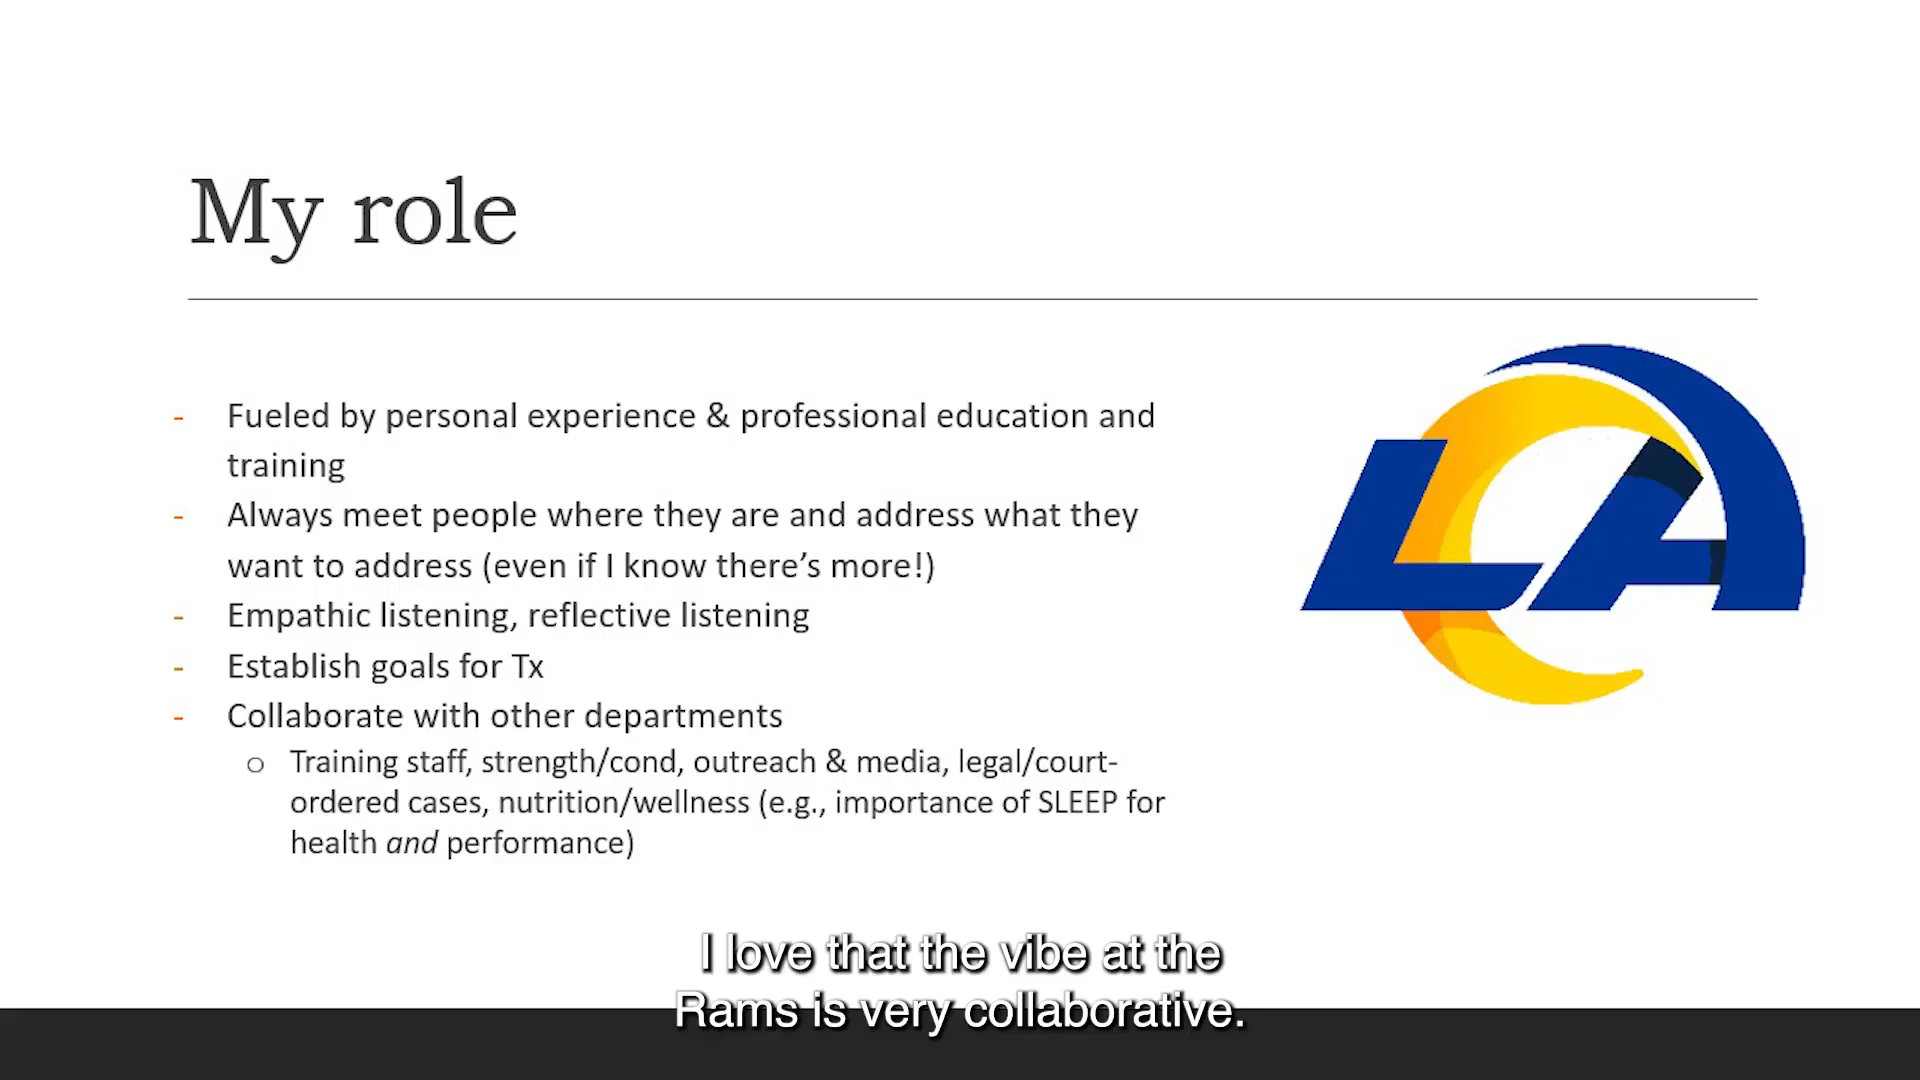 My role
- Fueled by personal experience & professional education and
training
- Always meet people where they are and address what they
want to address (even if I know there’s more!)
- Empathic listening, reflective listening
- Establish goals for Tx
- Collaborate with other departments
o Training staff, strength/cond, outreach & media, legal/court-
ordered cases, nutrition/wellness (e.g., importance of SLEEP for
health and performance)
LA
I love that the vibe at the
Rams is very collaborative.